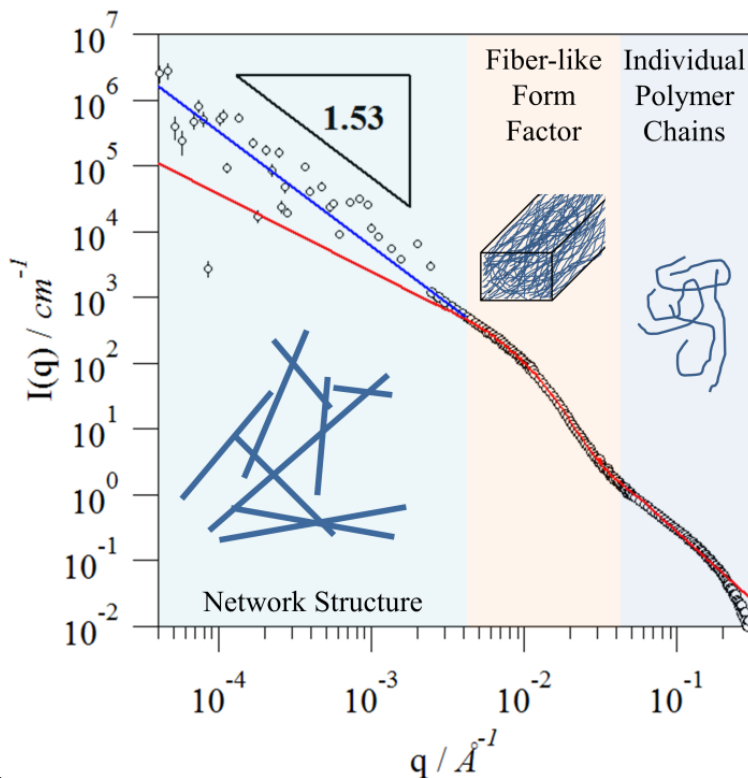 10^7
10^6
10^5
10^4
10^3
10^2
10^1
10^0
10^-1
10^-2
I(q) / cm^-1
1.53
Fiber-like
Form
Factor
Individual
Polymer
Chains
Network Structure
10^-4
10^-3
10^-2
10^-1
q / Å^-1